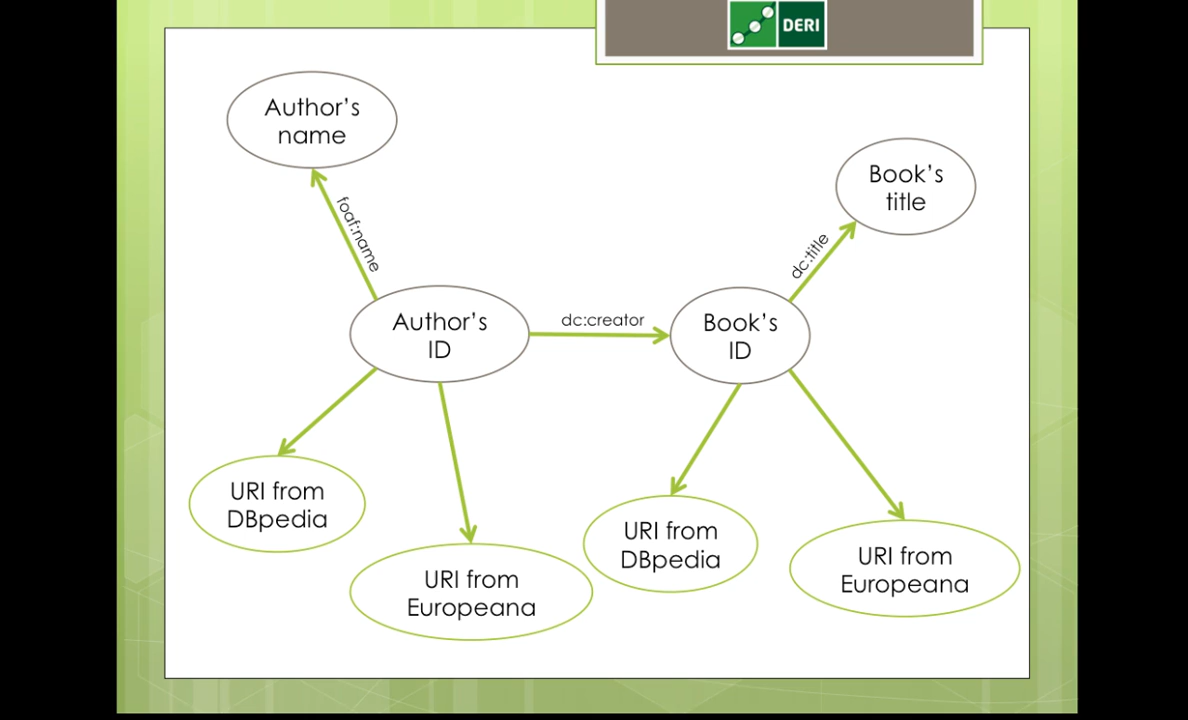 DERI
Author's
name
Book's
title
foaf:name
dc:title
Author's
ID
dc:creator
Book's
ID
URI from
DBpedia
URI from
Europeana
URI from
DBpedia
URI from
Europeana